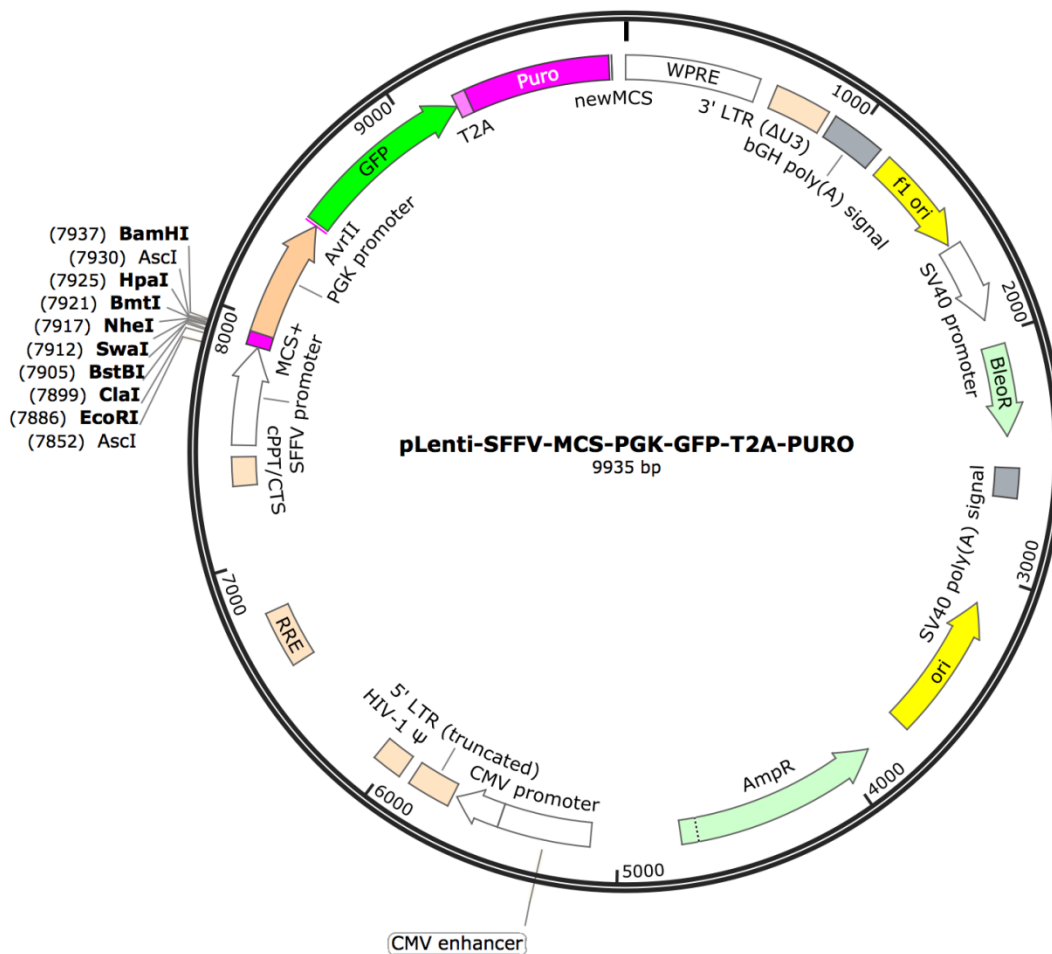 Puro
WPRE
newMCS
T2A
3' LTR (ΔU3)
1000
bGH poly(A) signal
9000
GFP
f1 ori
AvrII
PGK promoter
SV40 promoter
2000
(7937) BamHI
(7930) AscI
(7925) HpaI
(7921) BmtI
(7917) NheI
(7912) SwaI
(7905) BstBI
(7899) ClaI
(7886) EcoRI
(7852) AscI
8000
MCS+
SFFV promoter
cPPT/CTS
BleoR
pLenti-SFFV-MCS-PGK-GFP-T2A-PURO
9935 bp
SV40 poly(A) signal
3000
7000
RRE
ori
5' LTR (truncated)
HIV-1 Ψ
CMV promoter
AmpR
4000
6000
5000
CMV enhancer